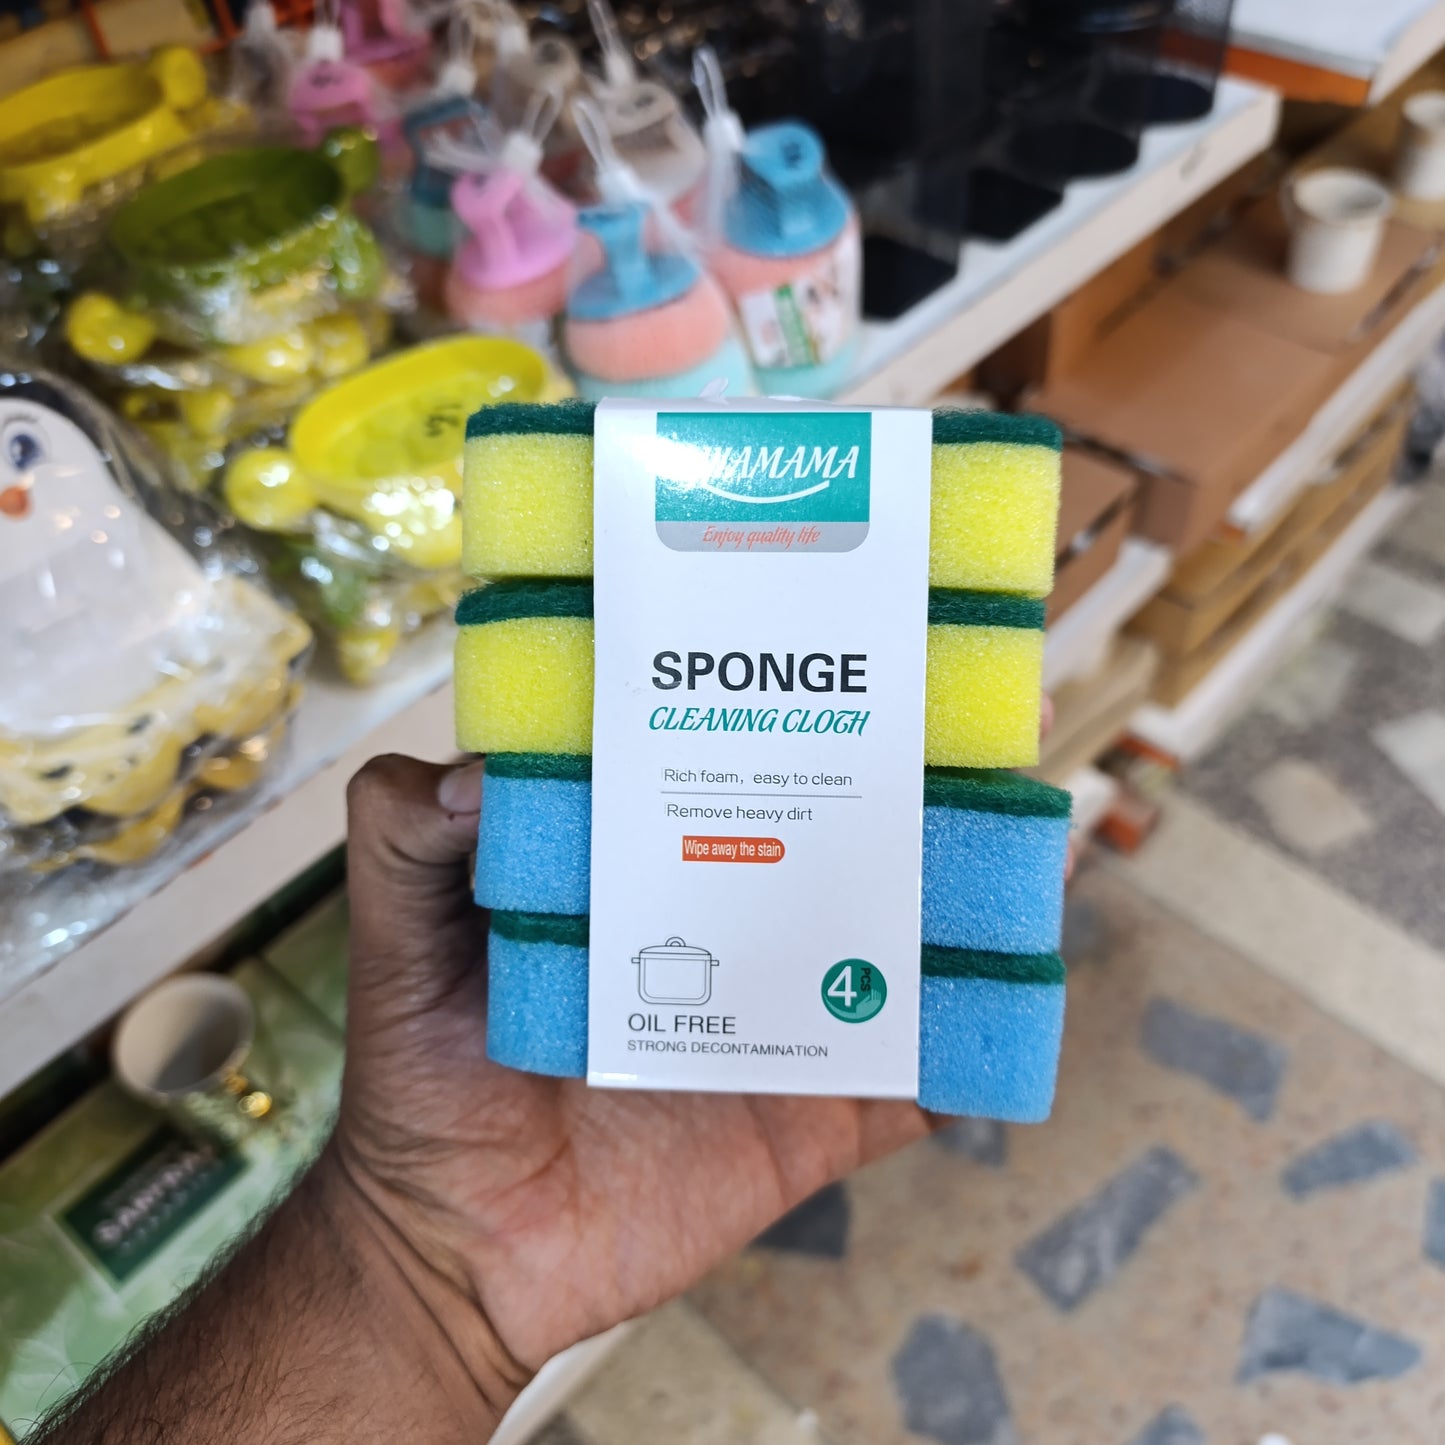 Enjoy quality life
SPONGE
CLEANING CLOTH
Rich foam, easy to clean
Remove heavy dirt
Wipe away the stain
4 PCS
OIL FREE
STRONG DECONTAMINATION